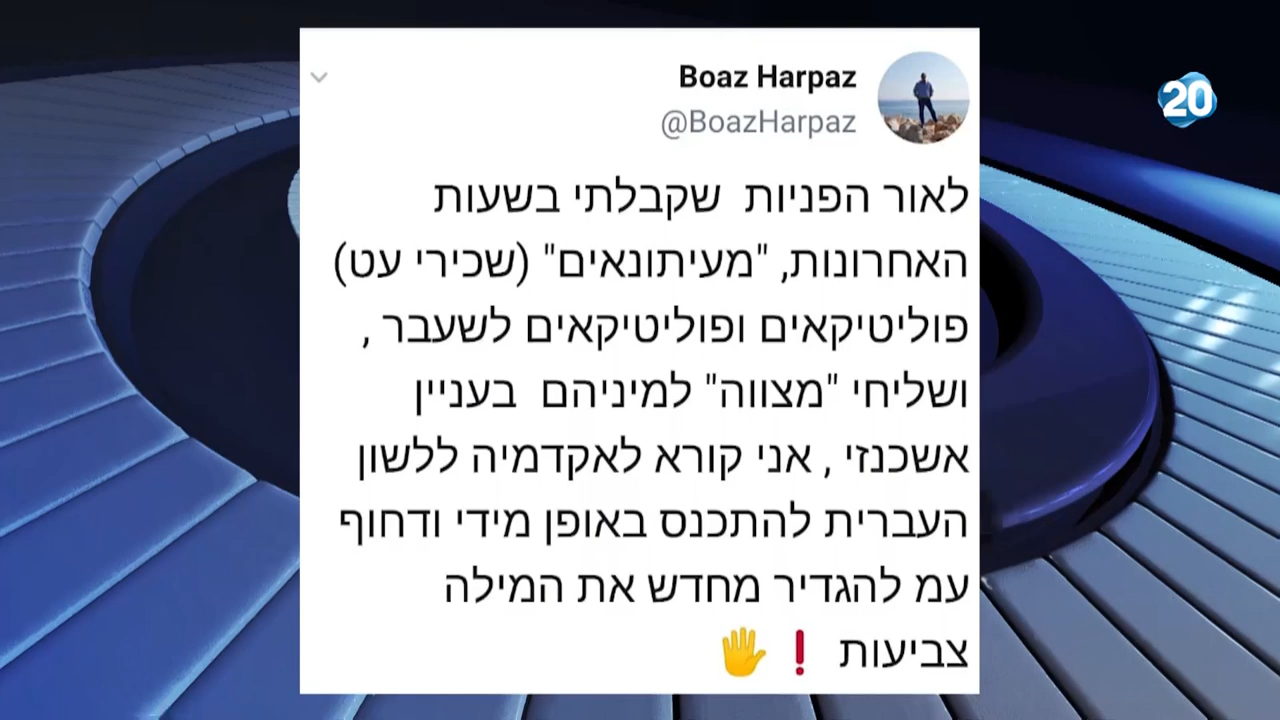 Boaz Harpaz
@BoazHarpaz
20
לאור הפניות שקבלתי בשעות
האחרונות, "מעיתונאים" (שכירי עט)
פוליטיקאים ופוליטיקאים לשעבר ,
ושליחי "מצווה" למיניהם בעניין
אשכנזי , אני קורא לאקדמיה ללשון
העברית להתכנס באופן מידי ודחוף
עמ להגדיר מחדש את המילה
צביעות ❗🖐